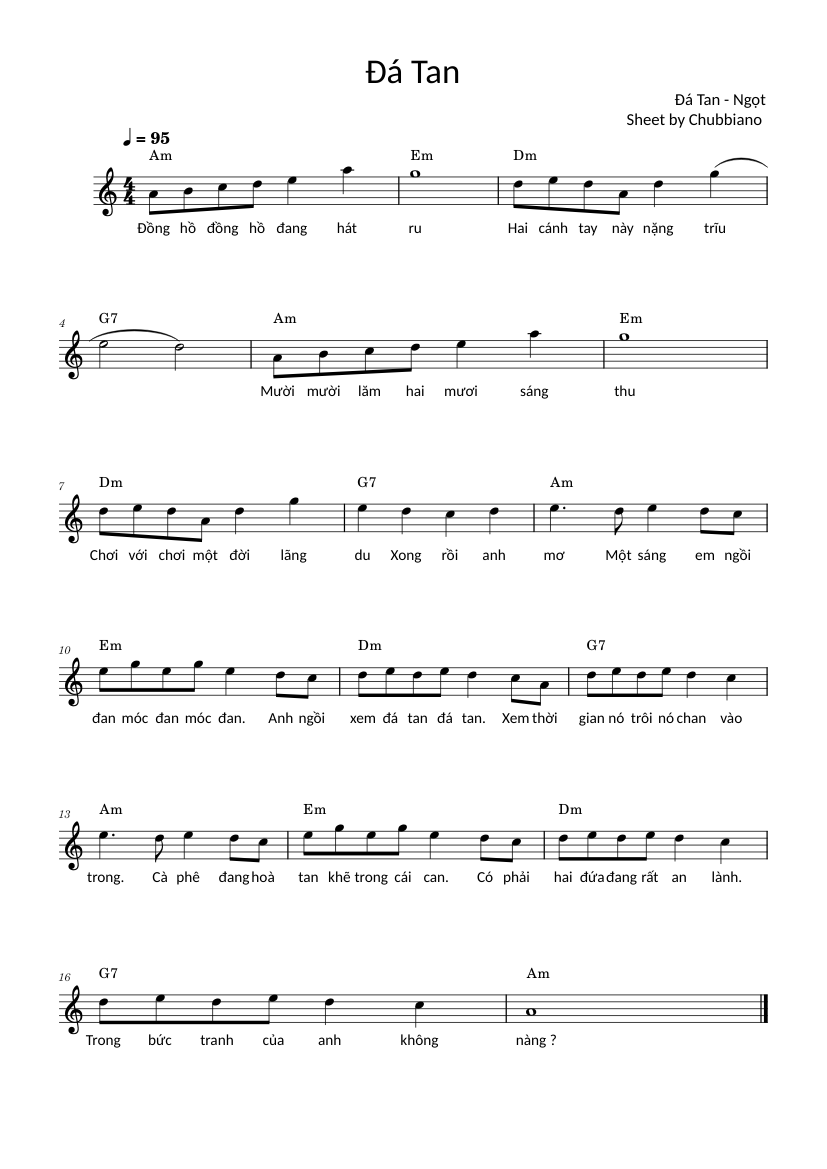 Đá Tan
Đá Tan - Ngọt
Sheet by Chubbiano
= 95
Am Em Dm
Đồng hồ đồng hồ đang hát ru Hai cánh tay này nặng trĩu
4 G7 Am Em
Mười mười lăm hai mươi sáng thu
7 Dm G7 Am
Chơi với chơi một đời lãng du Xong rồi anh mơ Một sáng em ngồi
10 Em Dm G7
đan móc đan móc đan. Anh ngồi xem đá tan đá tan. Xem thời gian nó trôi nó chan vào
13 Am Em Dm
trong. Cà phê đang hoà tan khẽ trong cái can. Có phải hai đứa đang rất an lành.
16 G7 Am
Trong bức tranh của anh không nàng ?